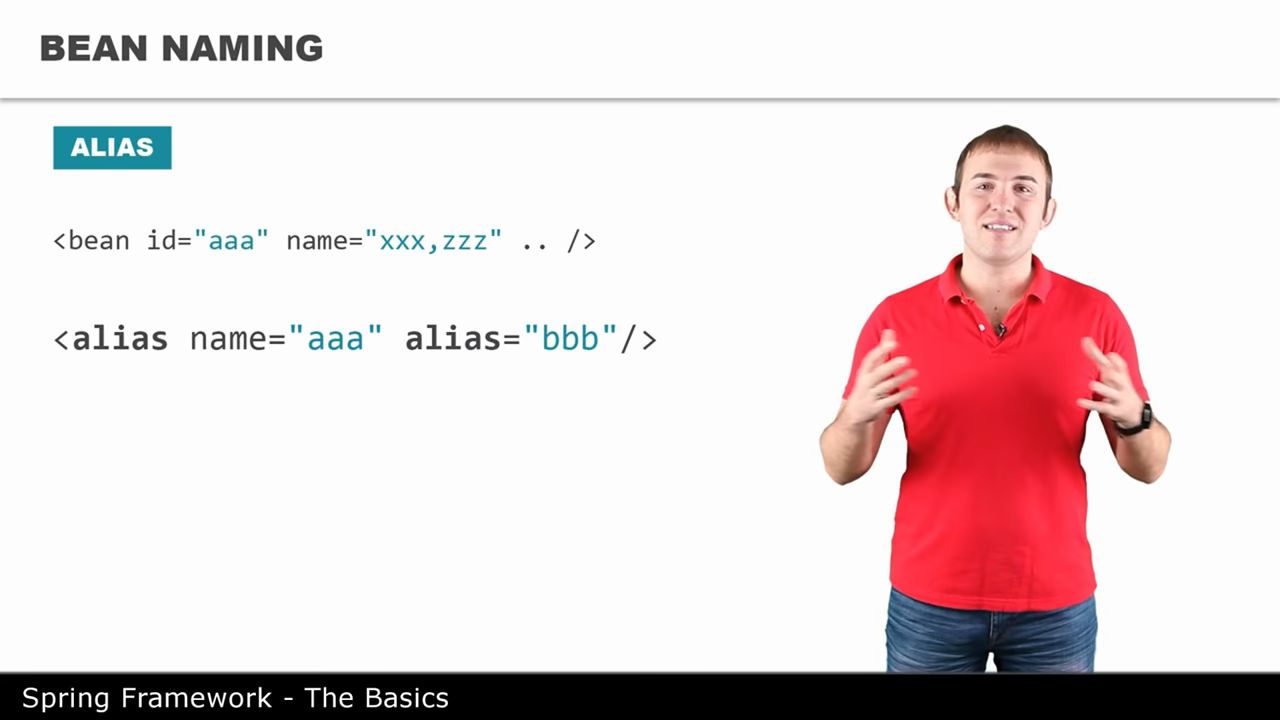 BEAN NAMING
ALIAS
<bean id="aaa" name="xxx,zzz" .. />
<alias name="aaa" alias="bbb"/>
Spring Framework - The Basics